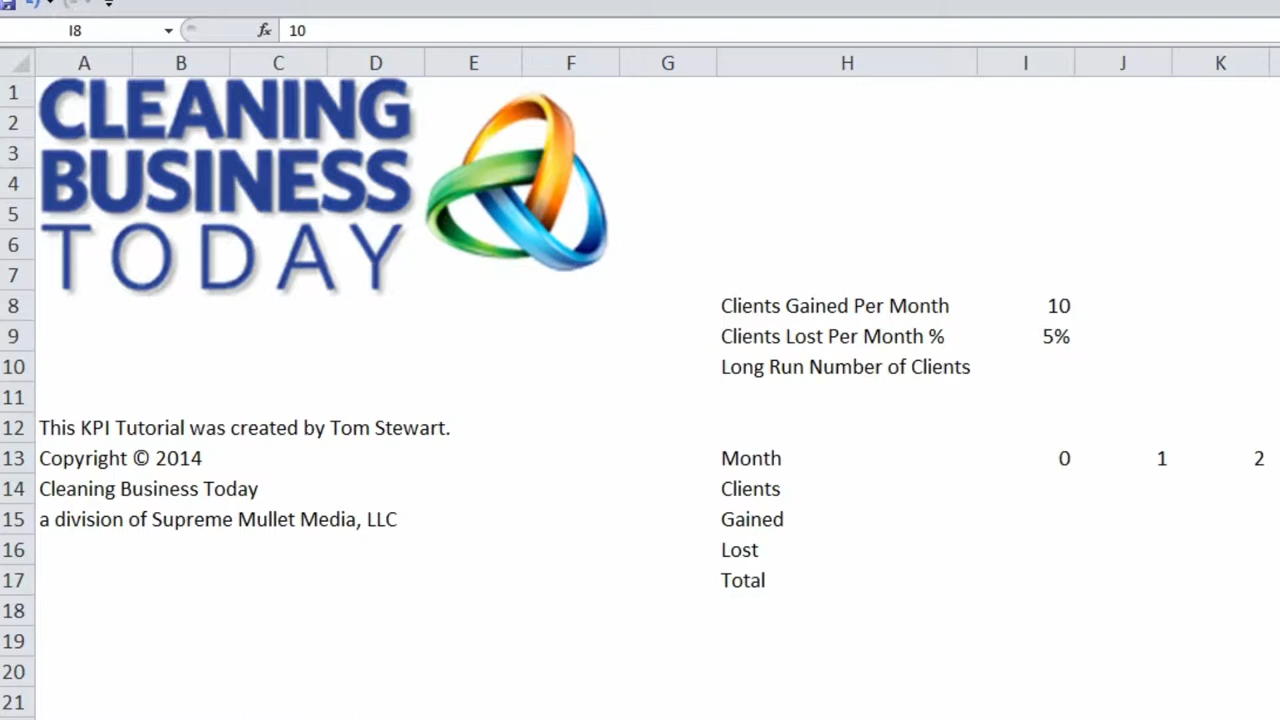 I8 fx 10
A B C D E F G H I J K
1 CLEANING
2
3 BUSINESS
4
5
6 TODAY
7
8 Clients Gained Per Month 10
9 Clients Lost Per Month % 5%
10 Long Run Number of Clients
11
12 This KPI Tutorial was created by Tom Stewart.
13 Copyright © 2014 Month 0 1 2
14 Cleaning Business Today Clients
15 a division of Supreme Mullet Media, LLC Gained
16 Lost
17 Total
18
19
20
21